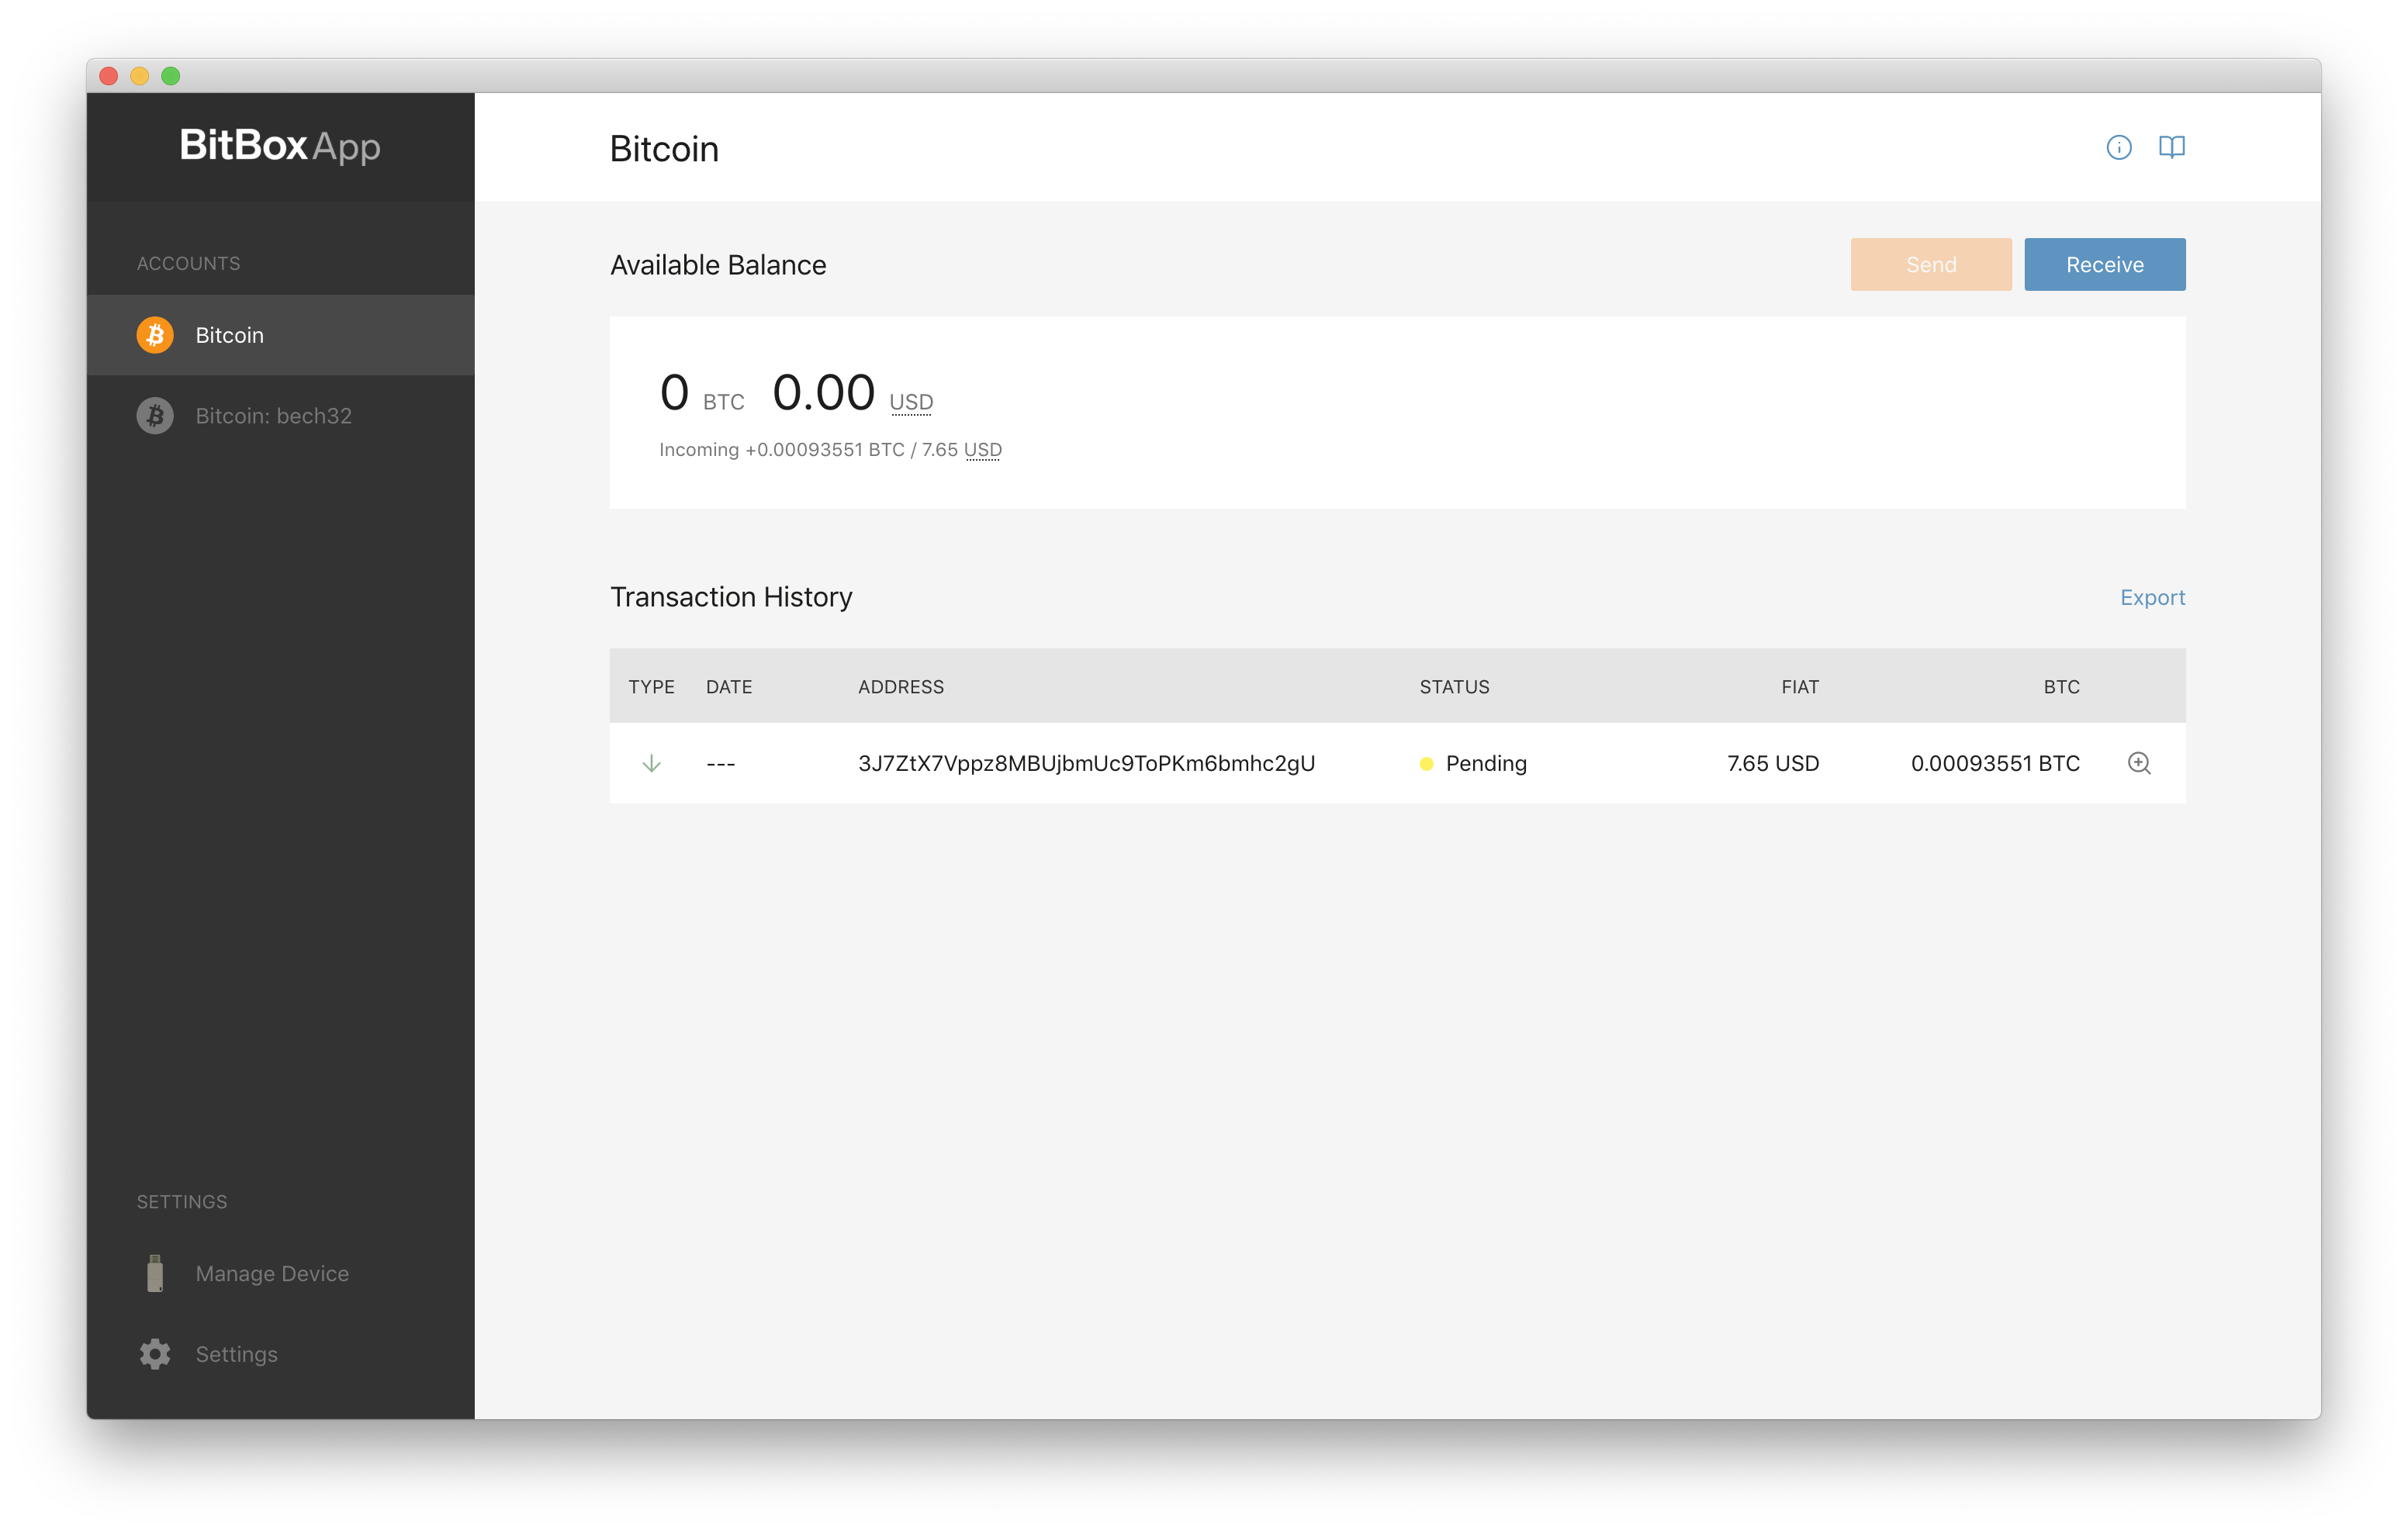 BitBox App
ACCOUNTS
Bitcoin
Bitcoin: bech32
SETTINGS
Manage Device
Settings
Bitcoin
Available Balance
Send
Receive
0 BTC 0.00 USD
Incoming +0.00093551 BTC / 7.65 USD
Transaction History
Export
TYPE DATE ADDRESS STATUS FIAT BTC
--- 3J7ZtX7Vppz8MBUjbmUc9ToPKm6bmhc2gU Pending 7.65 USD 0.00093551 BTC